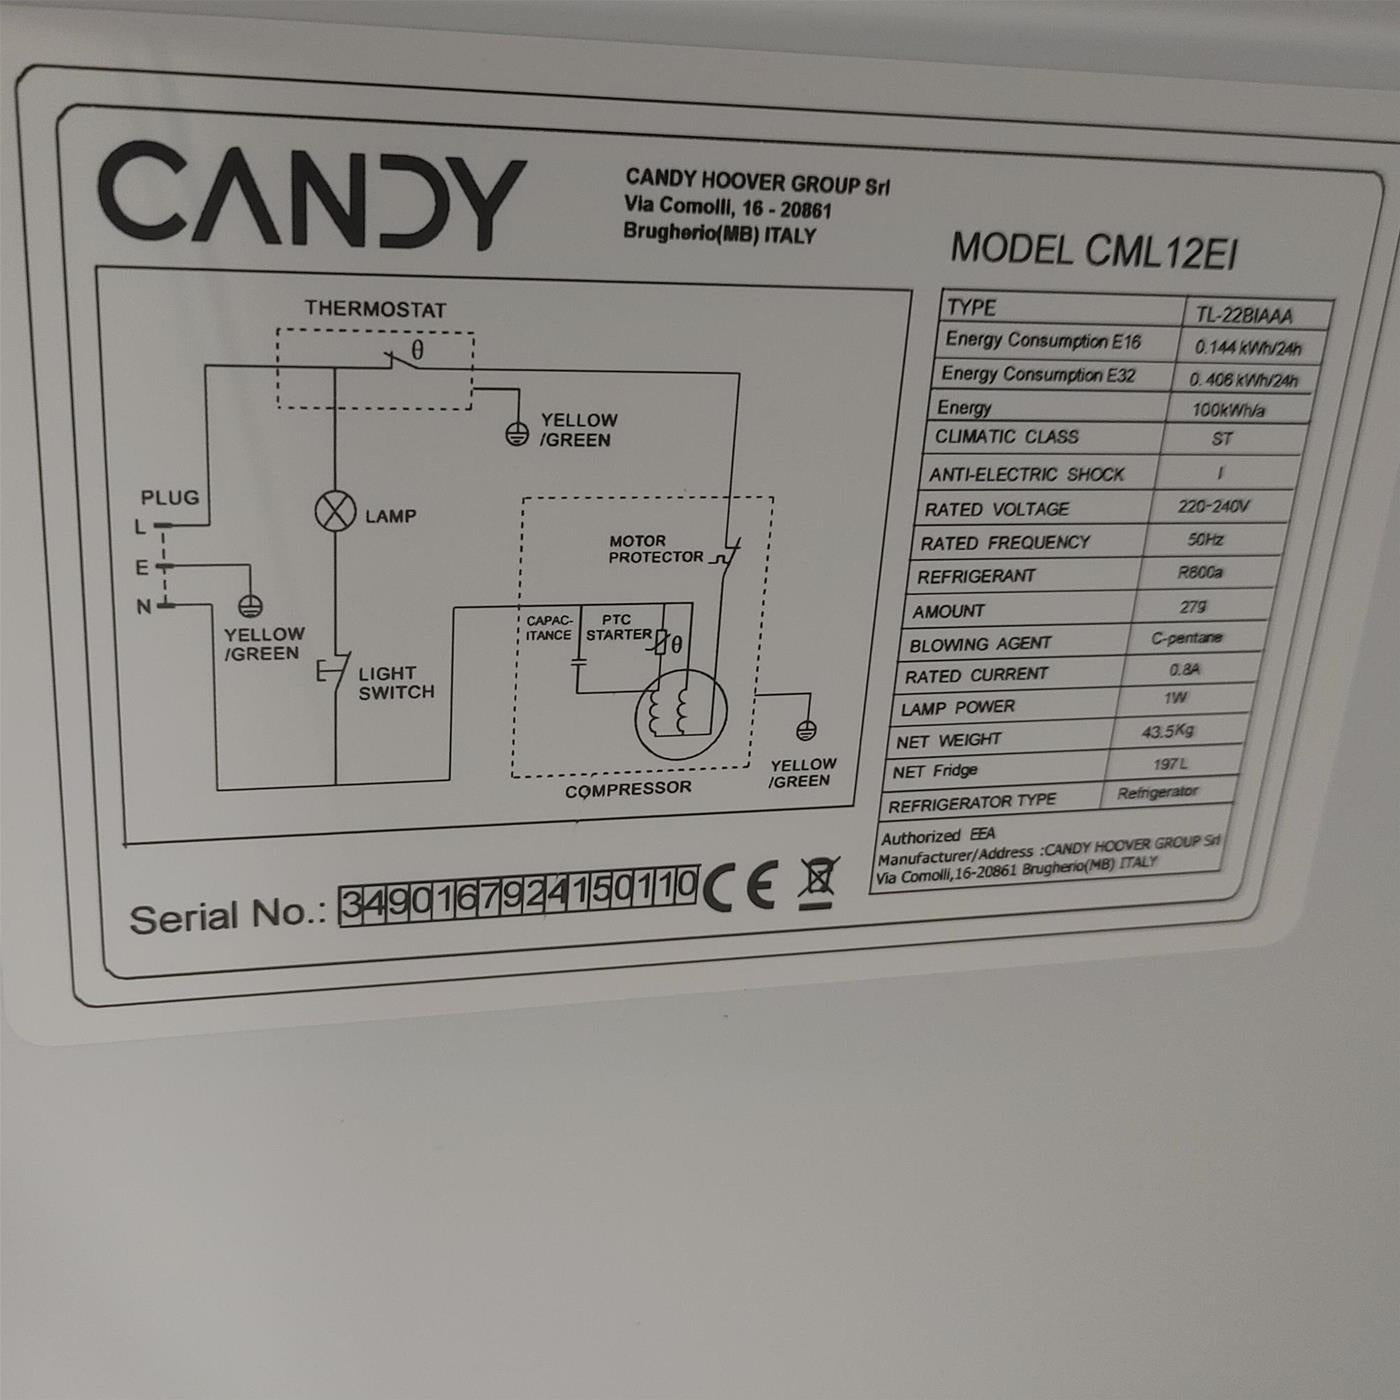 CANDY
CANDY HOOVER GROUP Srl
Via Comolli, 16 - 20861
Brugherio(MB) ITALY
MODEL CML12EI
THERMOSTAT
θ
YELLOW
/GREEN
PLUG
L
E
N
LAMP
YELLOW
/GREEN
LIGHT
SWITCH
MOTOR
PROTECTOR
CAPAC-
ITANCE
PTC
STARTER
θ
YELLOW
/GREEN
COMPRESSOR
TYPE TL-22BIAAA
Energy Consumption E16 0.144 kWh/24h
Energy Consumption E32 0.406 kWh/24h
Energy 100kWh/a
CLIMATIC CLASS ST
ANTI-ELECTRIC SHOCK I
RATED VOLTAGE 220-240V
RATED FREQUENCY 50Hz
REFRIGERANT R600a
AMOUNT 27g
BLOWING AGENT C-pentane
RATED CURRENT 0.8A
LAMP POWER 1W
NET WEIGHT 43.5Kg
NET Fridge 197L
REFRIGERATOR TYPE Refrigerator
Authorized EEA
Manufacturer/Address :CANDY HOOVER GROUP Srl
Via Comolli,16-20861 Brugherio(MB) ITALY
Serial No.: 3490167924150110 CE